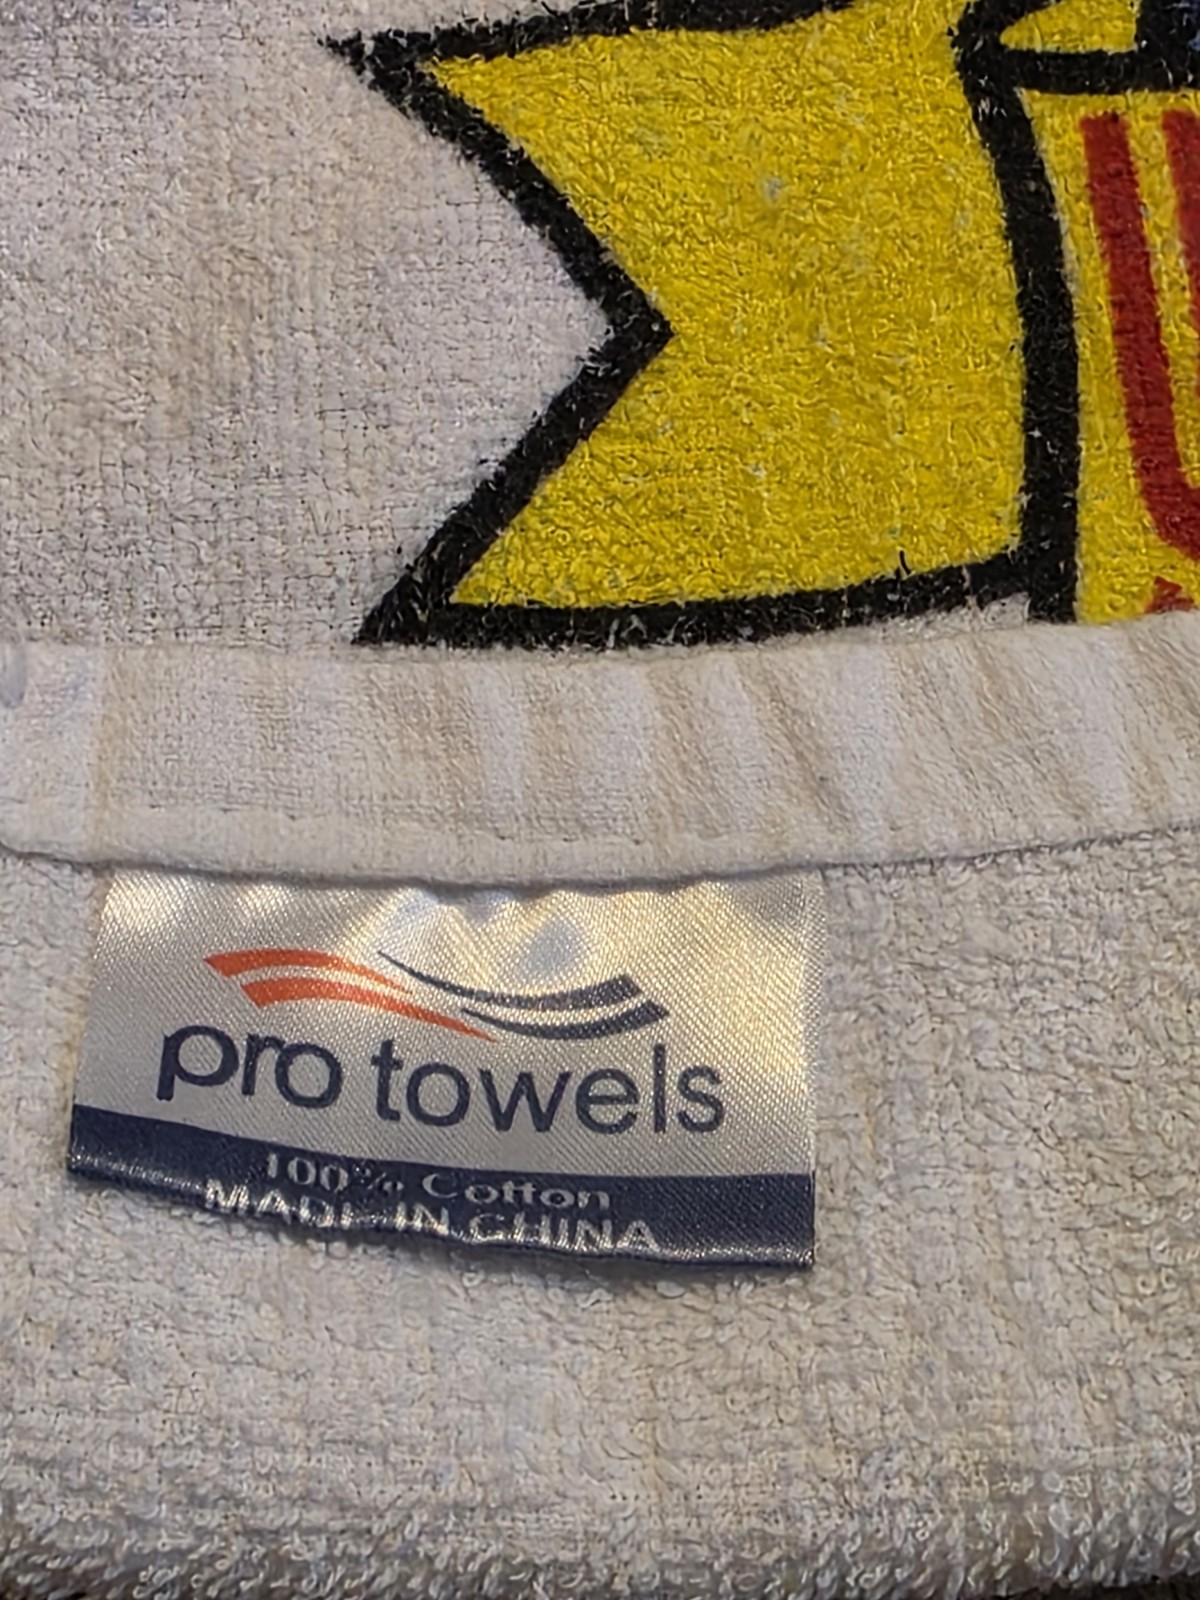 pro towels
100% Cotton
MADE IN CHINA